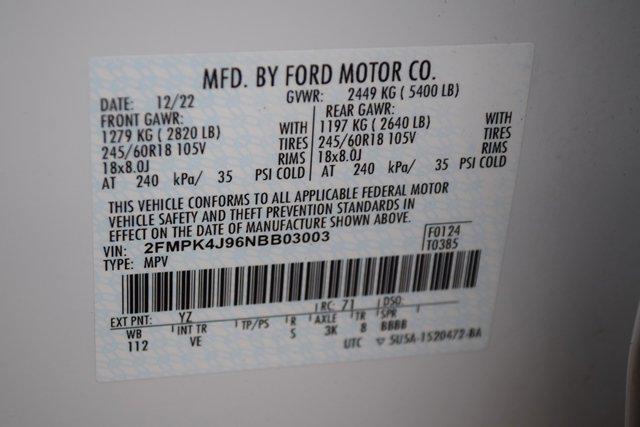 MFD. BY FORD MOTOR CO.
DATE: 12/22 GVWR: 2449 KG ( 5400 LB)
FRONT GAWR: REAR GAWR:
1279 KG ( 2820 LB) WITH 1197 KG ( 2640 LB) WITH
245/60R18 105V TIRES 245/60R18 105V TIRES
18x8.0J RIMS 18x8.0J RIMS
AT 240 kPa/ 35 PSI COLD AT 240 kPa/ 35 PSI COLD
THIS VEHICLE CONFORMS TO ALL APPLICABLE FEDERAL MOTOR
VEHICLE SAFETY AND THEFT PREVENTION STANDARDS IN
EFFECT ON THE DATE OF MANUFACTURE SHOWN ABOVE.
VIN: 2FMPK4J96NBB03003 F0124
TYPE: MPV T0385
EXT PNT: YZ RC: 71 DSO:
WB INT TR TP/PS R AXLE TR SPR
112 VE S 3K 8 BBBB
UTC ▽ 5U5A-1520472-BA